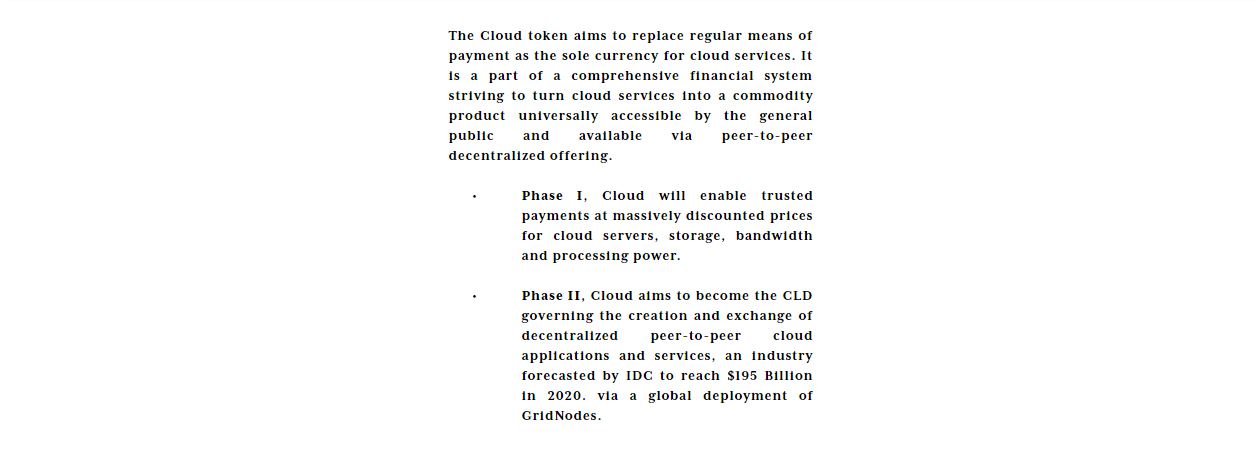 The Cloud token aims to replace regular means of
payment as the sole currency for cloud services. It
is a part of a comprehensive financial system
striving to turn cloud services into a commodity
product universally accessible by the general
public and available via peer-to-peer
decentralized offering.
• Phase I, Cloud will enable trusted
payments at massively discounted prices
for cloud servers, storage, bandwidth
and processing power.
• Phase II, Cloud aims to become the CLD
governing the creation and exchange of
decentralized peer-to-peer cloud
applications and services, an industry
forecasted by IDC to reach $195 Billion
in 2020. via a global deployment of
GridNodes.